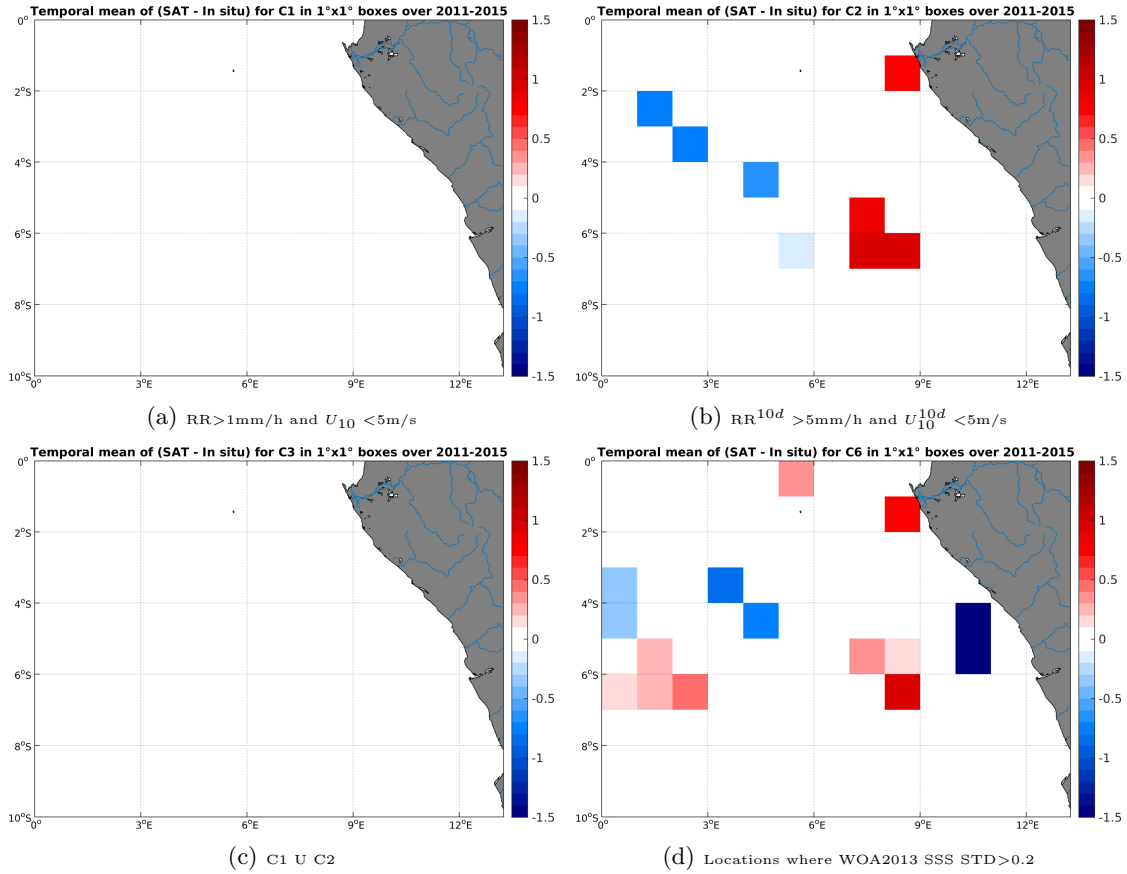 Temporal mean of (SAT - In situ) for C1 in 1°x1° boxes over 2011-2015
0°
2°S
4°S
6°S
8°S
10°S
0°
3°E
6°E
9°E
12°E
1.5
1
0.5
0
-0.5
-1
-1.5
(a) RR>1mm/h and U10 <5m/s
Temporal mean of (SAT - In situ) for C2 in 1°x1° boxes over 2011-2015
0°
2°S
4°S
6°S
8°S
10°S
0°
3°E
6°E
9°E
12°E
1.5
1
0.5
0
-0.5
-1
-1.5
(b) RR^10d >5mm/h and U10^10d <5m/s
Temporal mean of (SAT - In situ) for C3 in 1°x1° boxes over 2011-2015
0°
2°S
4°S
6°S
8°S
10°S
0°
3°E
6°E
9°E
12°E
1.5
1
0.5
0
-0.5
-1
-1.5
(c) C1 U C2
Temporal mean of (SAT - In situ) for C6 in 1°x1° boxes over 2011-2015
0°
2°S
4°S
6°S
8°S
10°S
0°
3°E
6°E
9°E
12°E
1.5
1
0.5
0
-0.5
-1
-1.5
(d) Locations where WOA2013 SSS STD>0.2